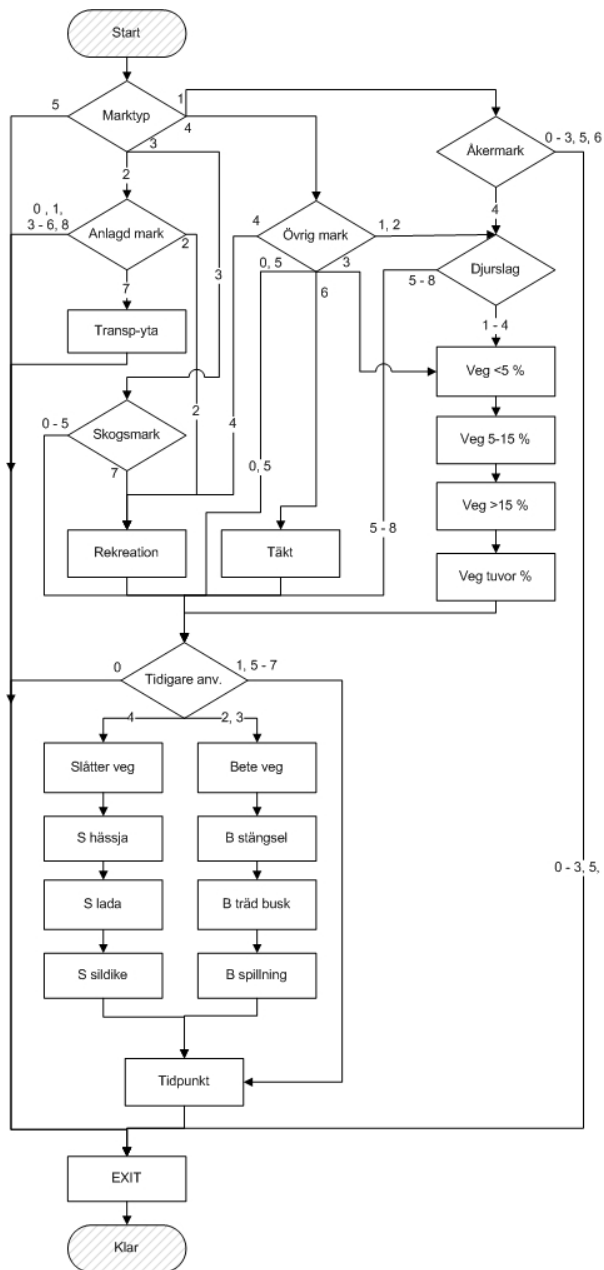 Start
5
Marktyp
1
4
3
0 - 3, 5, 6
Åkermark
2
0 , 1,
3 - 6, 8
Anlagd mark
2
4
Övrig mark
1, 2
4
3
0, 5
3
6
5 - 8
Djurslag
7
1 - 4
Transp-yta
Veg <5 %
0 - 5
Skogsmark
2
4
Veg 5-15 %
7
0, 5
Veg >15 %
5 - 8
Rekreation
Täkt
Veg tuvor %
0
Tidigare anv.
1, 5 - 7
4
2, 3
Slåtter veg
Bete veg
S hässja
B stängsel
0 - 3, 5,
S lada
B träd busk
S sildike
B spillning
Tidpunkt
EXIT
Klar